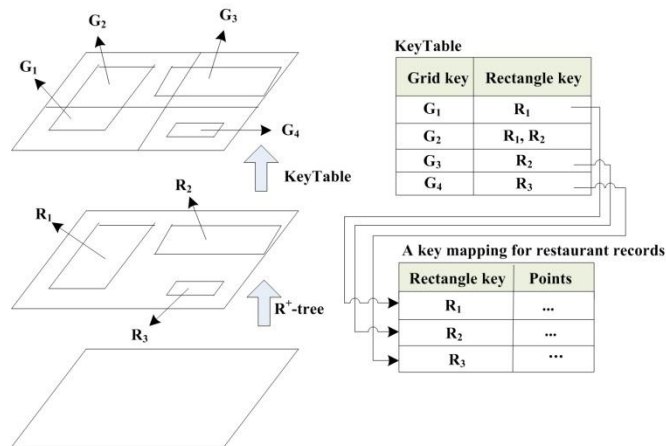 G2
G3
G1
G4
KeyTable
R2
R1
R+-tree
R3
KeyTable
Grid key Rectangle key
G1 R1
G2 R1, R2
G3 R2
G4 R3
A key mapping for restaurant records
Rectangle key Points
R1 ...
R2 ...
R3 ...